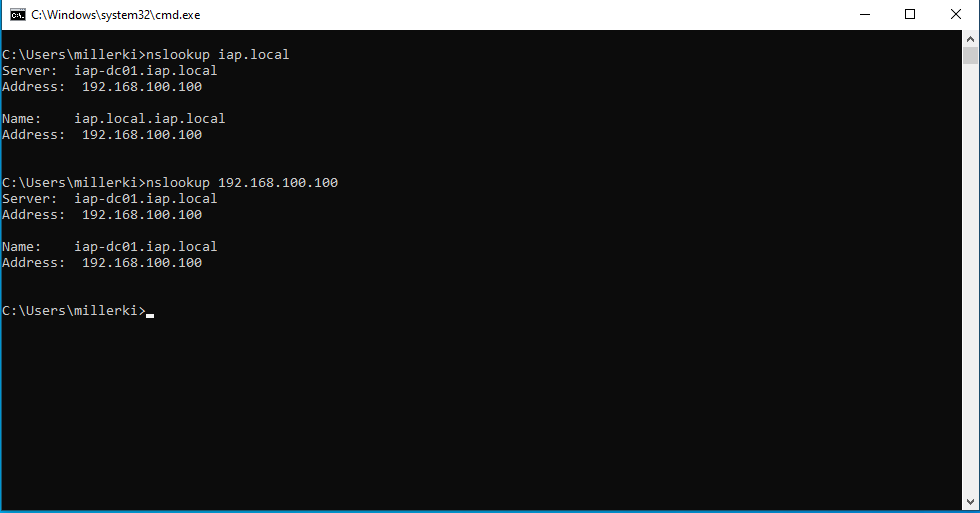 C:\Windows\system32\cmd.exe
C:\Users\millerki>nslookup iap.local
Server:  iap-dc01.iap.local
Address:  192.168.100.100
Name:    iap.local.iap.local
Address:  192.168.100.100
C:\Users\millerki>nslookup 192.168.100.100
Server:  iap-dc01.iap.local
Address:  192.168.100.100
Name:    iap-dc01.iap.local
Address:  192.168.100.100
C:\Users\millerki>